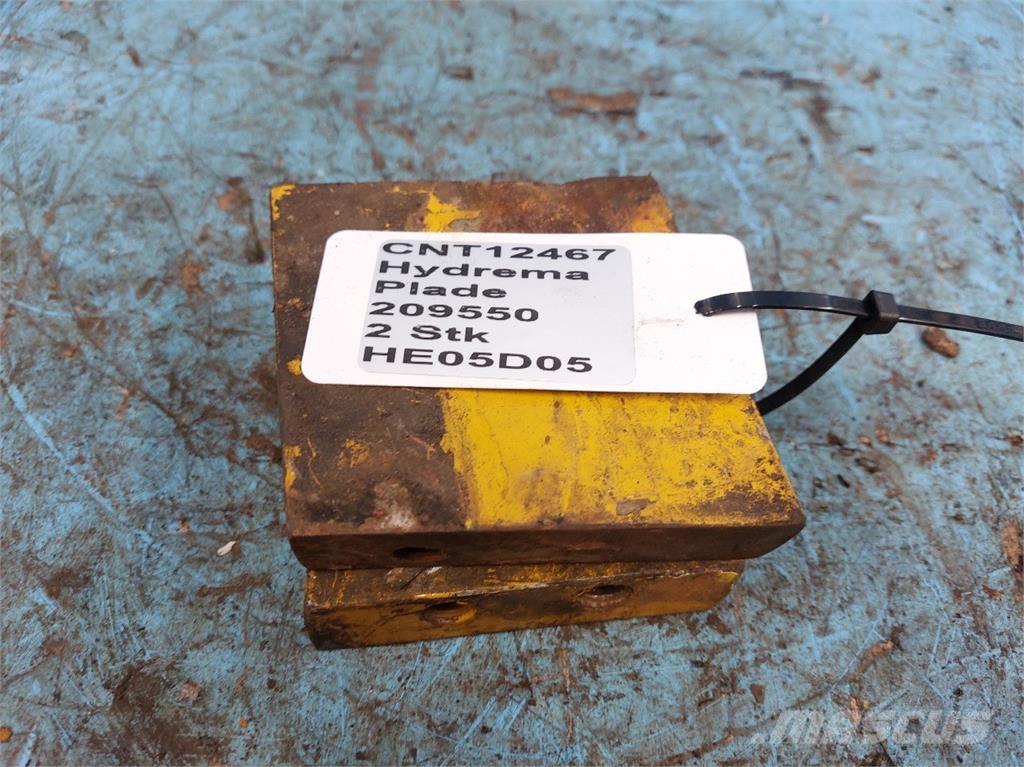 CNT12467
Hydrema
Plade
209550
2 Stk
HE05D05
MASCUS